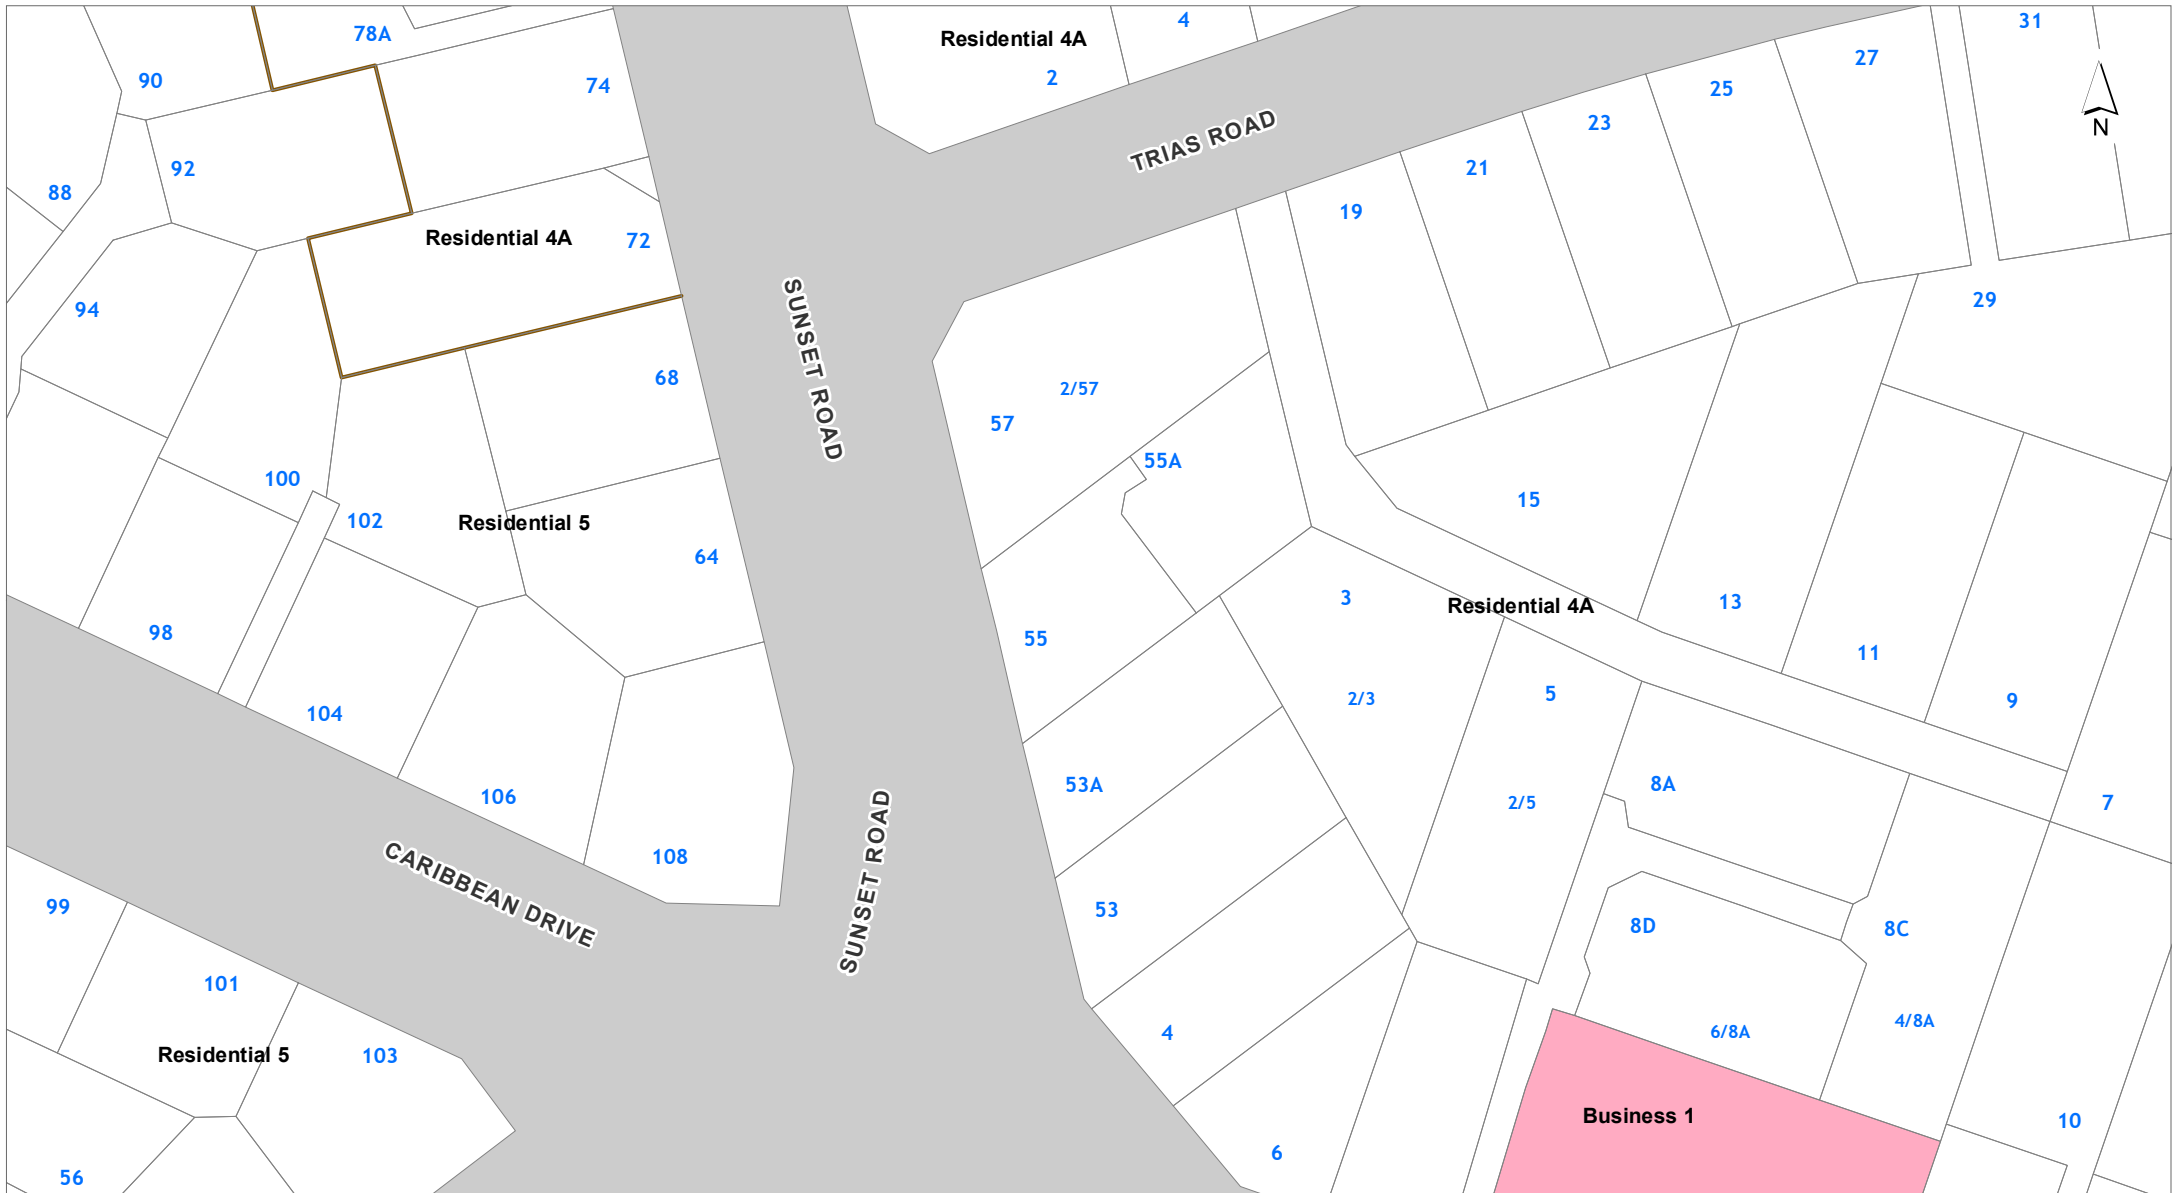 78A
Residential 4A
4
31
90
74
2
27
25
23
TRIAS ROAD
N
92
21
88
19
Residential 4A
72
94
29
SUNSET ROAD
68
2/57
57
55A
100
102
Residential 5
15
64
3
Residential 4A
13
98
55
11
104
2/3
5
9
106
53A
2/5
8A
7
SUNSET ROAD
108
CARIBBEAN DRIVE
99
53
8D
8C
101
4/8A
6/8A
4
Residential 5
103
Business 1
10
56
6